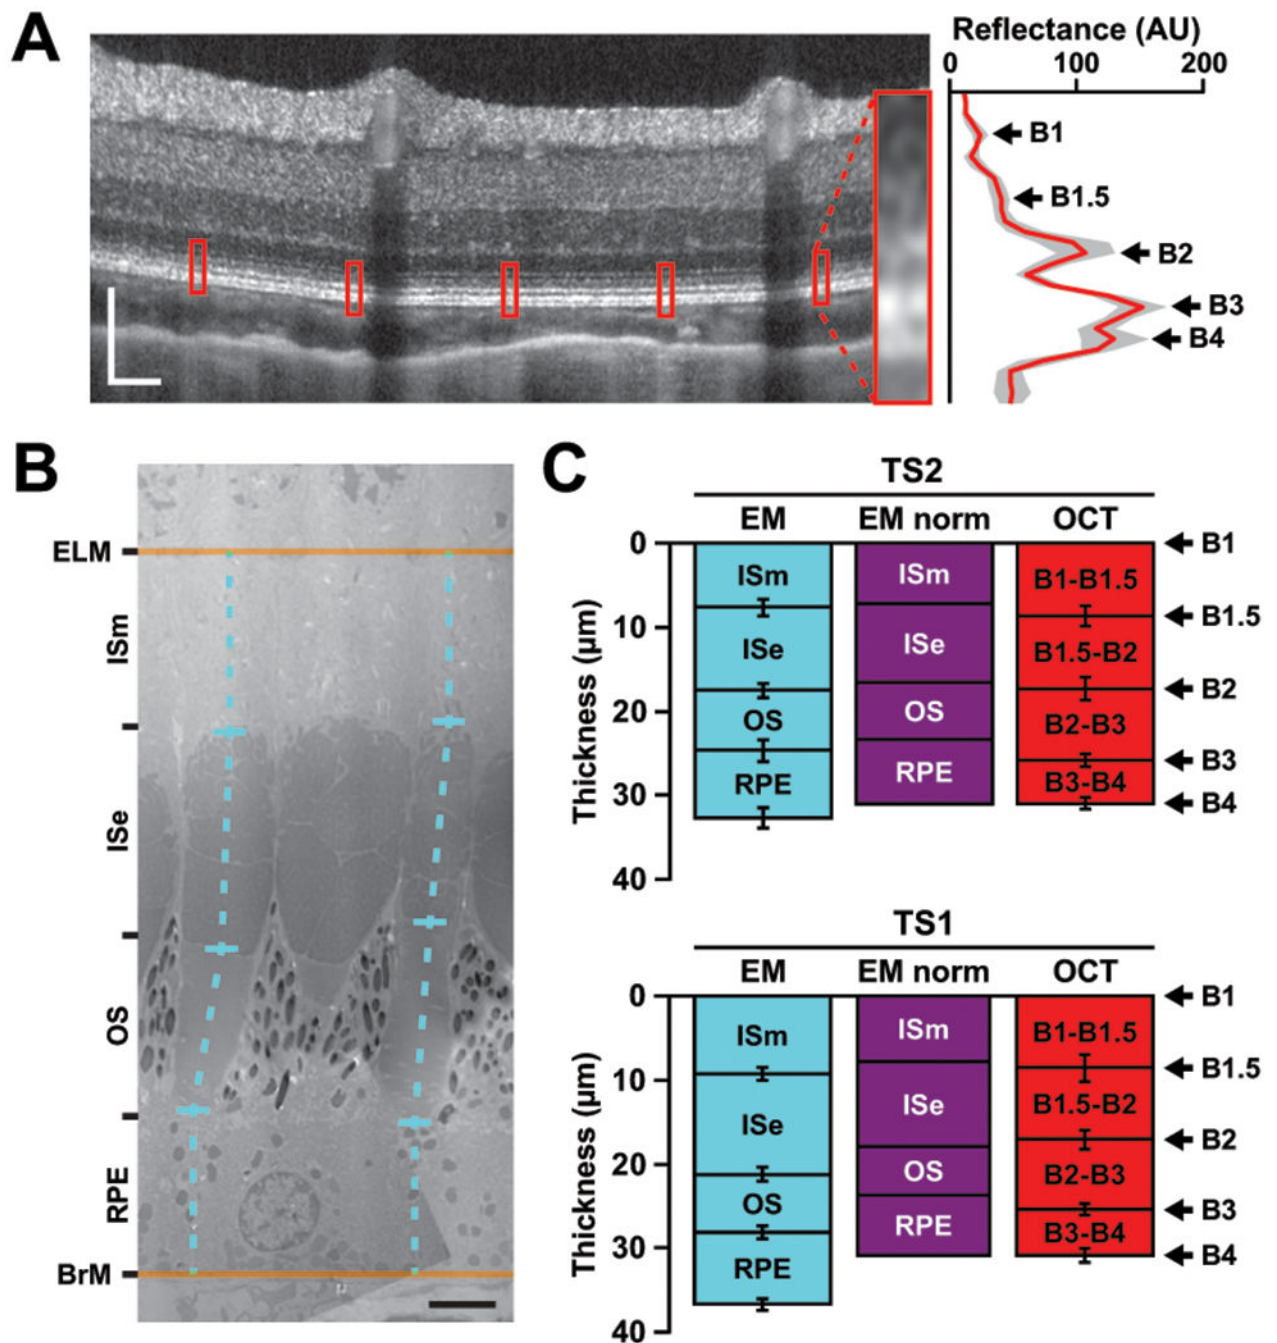 A
Reflectance (AU)
0 100 200
B1
B1.5
B2
B3
B4
B
ELM
ISm
ISe
OS
RPE
BrM
C
TS2
EM EM norm OCT
Thickness (µm)
0
10
20
30
40
ISm
ISe
OS
RPE
ISm
ISe
OS
RPE
B1-B1.5
B1.5-B2
B2-B3
B3-B4
B1
B1.5
B2
B3
B4
TS1
EM EM norm OCT
Thickness (µm)
0
10
20
30
40
ISm
ISe
OS
RPE
ISm
ISe
OS
RPE
B1-B1.5
B1.5-B2
B2-B3
B3-B4
B1
B1.5
B2
B3
B4